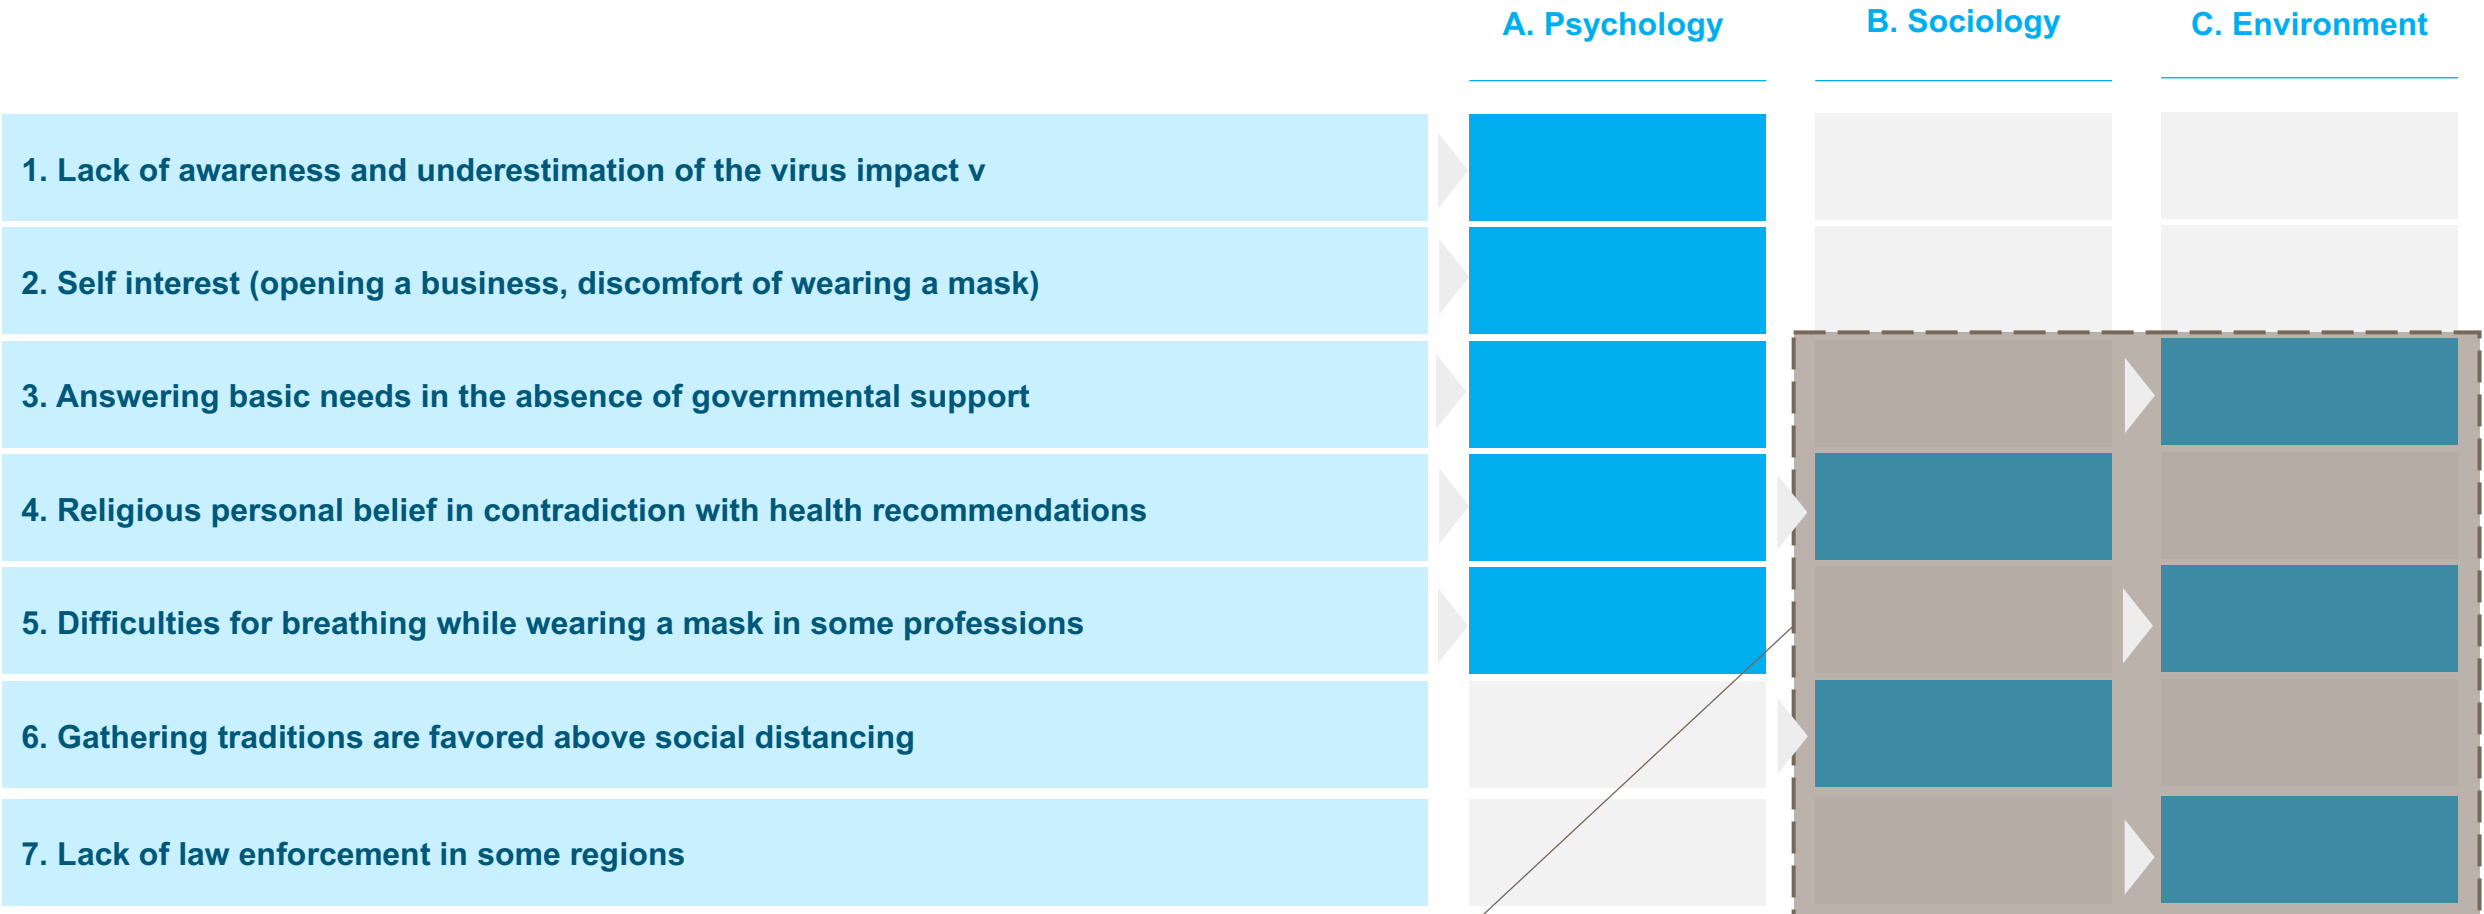 A. Psychology
B. Sociology
C. Environment
1. Lack of awareness and underestimation of the virus impact v
2. Self interest (opening a business, discomfort of wearing a mask)
3. Answering basic needs in the absence of governmental support
4. Religious personal belief in contradiction with health recommendations
5. Difficulties for breathing while wearing a mask in some professions
6. Gathering traditions are favored above social distancing
7. Lack of law enforcement in some regions